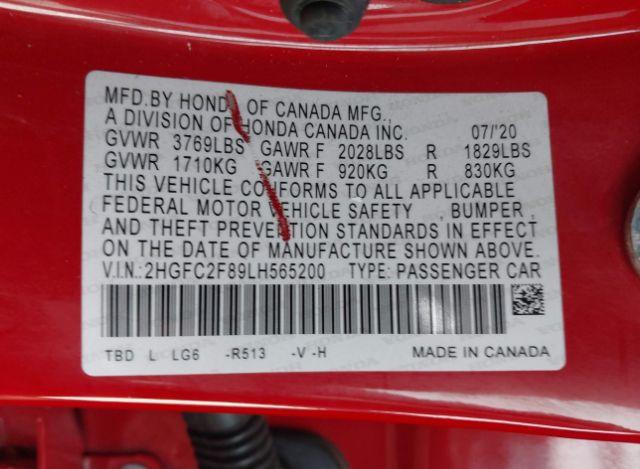 MFD.BY HONDA OF CANADA MFG.,
A DIVISION OF HONDA CANADA INC. 07/'20
GVWR 3769LBS GAWR F 2028LBS R 1829LBS
GVWR 1710KG GAWR F 920KG R 830KG
THIS VEHICLE CONFORMS TO ALL APPLICABLE
FEDERAL MOTOR VEHICLE SAFETY , BUMPER ,
AND THEFT PREVENTION STANDARDS IN EFFECT
ON THE DATE OF MANUFACTURE SHOWN ABOVE.
V.I.N.:2HGFC2F89LH565200 TYPE: PASSENGER CAR
TBD L LG6 -R513 -V -H MADE IN CANADA